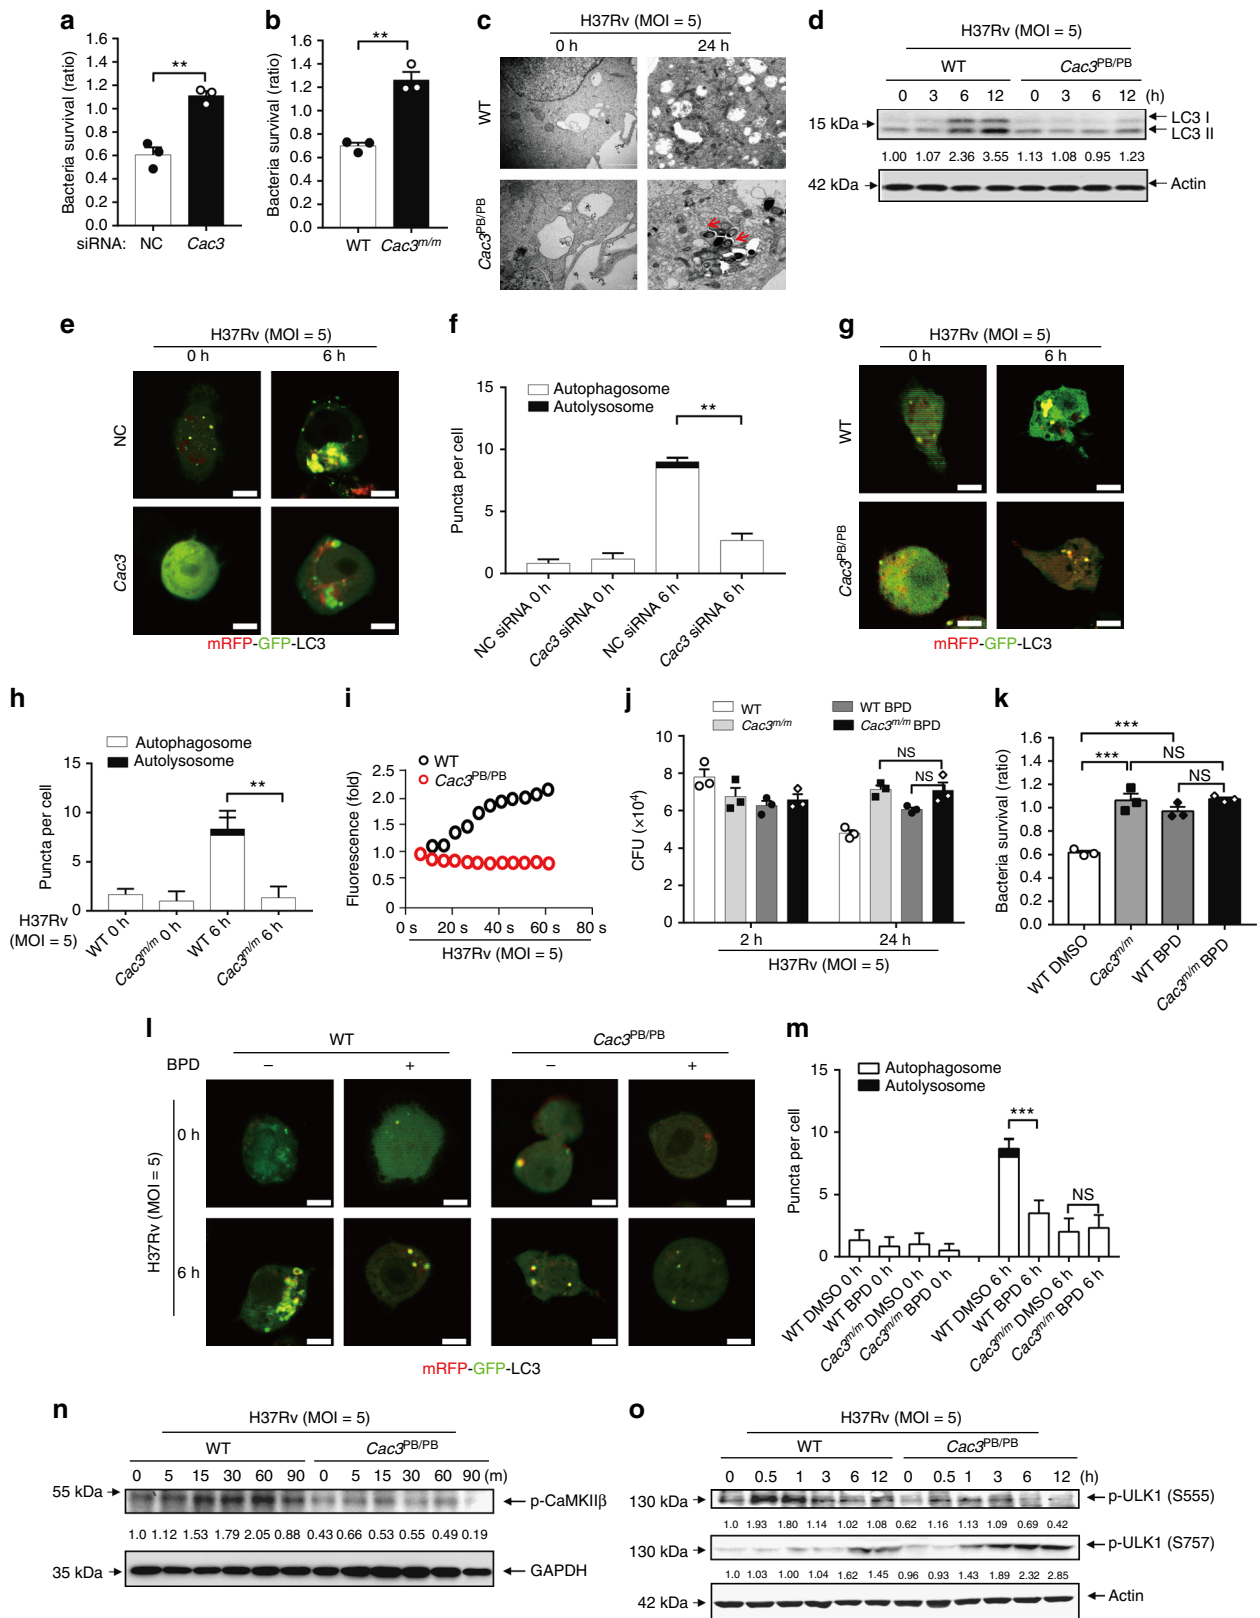 a
Bacteria survival (ratio)
1.6
1.4
1.2
1.0
0.8
0.6
0.4
0.2
0.0
**
siRNA: NC Cac3
b
Bacteria survival (ratio)
1.6
1.4
1.2
1.0
0.8
0.6
0.4
0.2
0.0
**
WT Cac3m/m
c
H37Rv (MOI = 5)
0 h 24 h
WT
Cac3PB/PB
d
H37Rv (MOI = 5)
WT Cac3PB/PB
0 3 6 12 0 3 6 12 (h)
15 kDa
LC3 I
LC3 II
1.00 1.07 2.36 3.55 1.13 1.08 0.95 1.23
42 kDa
Actin
e
H37Rv (MOI = 5)
0 h 6 h
NC
Cac3
mRFP-GFP-LC3
f
Autophagosome
Autolysosome
Puncta per cell
15
10
5
0
**
NC siRNA 0 h
Cac3 siRNA 0 h
NC siRNA 6 h
Cac3 siRNA 6 h
g
H37Rv (MOI = 5)
0 h 6 h
WT
Cac3PB/PB
mRFP-GFP-LC3
h
Autophagosome
Autolysosome
Puncta per cell
15
10
5
0
**
H37Rv
(MOI = 5)
WT 0 h
Cac3m/m 0 h
WT 6 h
Cac3m/m 6 h
i
WT
Cac3PB/PB
Fluorescence (fold)
2.5
2.0
1.5
1.0
0.5
0 s 20 s 40 s 60 s 80 s
H37Rv (MOI = 5)
j
WT
Cac3m/m
WT BPD
Cac3m/m BPD
CFU (×10⁴)
10
8
6
4
2
0
NS
NS
2 h 24 h
H37Rv (MOI = 5)
k
Bacteria survival (ratio)
1.6
1.4
1.2
1.0
0.8
0.6
0.4
0.2
0.0
***
***
NS
NS
WT DMSO
Cac3m/m
WT BPD
Cac3m/m BPD
l
WT Cac3PB/PB
BPD – + – +
H37Rv (MOI = 5)
0 h
6 h
mRFP-GFP-LC3
m
Autophagosome
Autolysosome
Puncta per cell
15
10
5
0
***
NS
WT DMSO 0 h
WT BPD 0 h
Cac3m/m DMSO 0 h
Cac3m/m BPD 0 h
WT DMSO 6 h
WT BPD 6 h
Cac3m/m DMSO 6 h
Cac3m/m BPD 6 h
n
H37Rv (MOI = 5)
WT Cac3PB/PB
0 5 15 30 60 90 0 5 15 30 60 90 (m)
55 kDa
p-CaMKIIβ
1.0 1.12 1.53 1.79 2.05 0.88 0.43 0.66 0.53 0.55 0.49 0.19
35 kDa
GAPDH
o
H37Rv (MOI = 5)
WT Cac3PB/PB
0 0.5 1 3 6 12 0 0.5 1 3 6 12 (h)
130 kDa
p-ULK1 (S555)
1.0 1.93 1.80 1.14 1.02 1.08 0.62 1.16 1.13 1.09 0.69 0.42
130 kDa
p-ULK1 (S757)
1.0 1.03 1.00 1.04 1.62 1.45 0.96 0.93 1.43 1.89 2.32 2.85
42 kDa
Actin